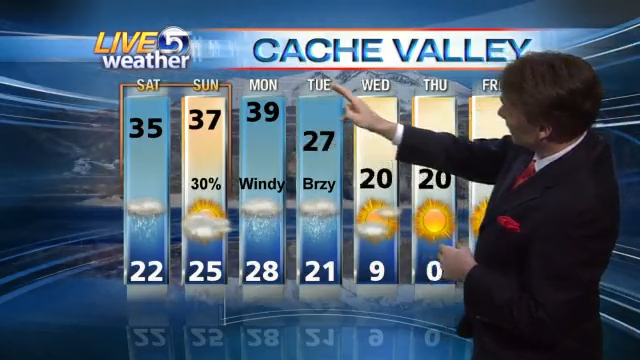 LIVE 5
weather
CACHE VALLEY
SAT SUN MON TUE WED THU
35 37 39 27 20 20
30% Windy Brzy
22 25 28 21 9 0